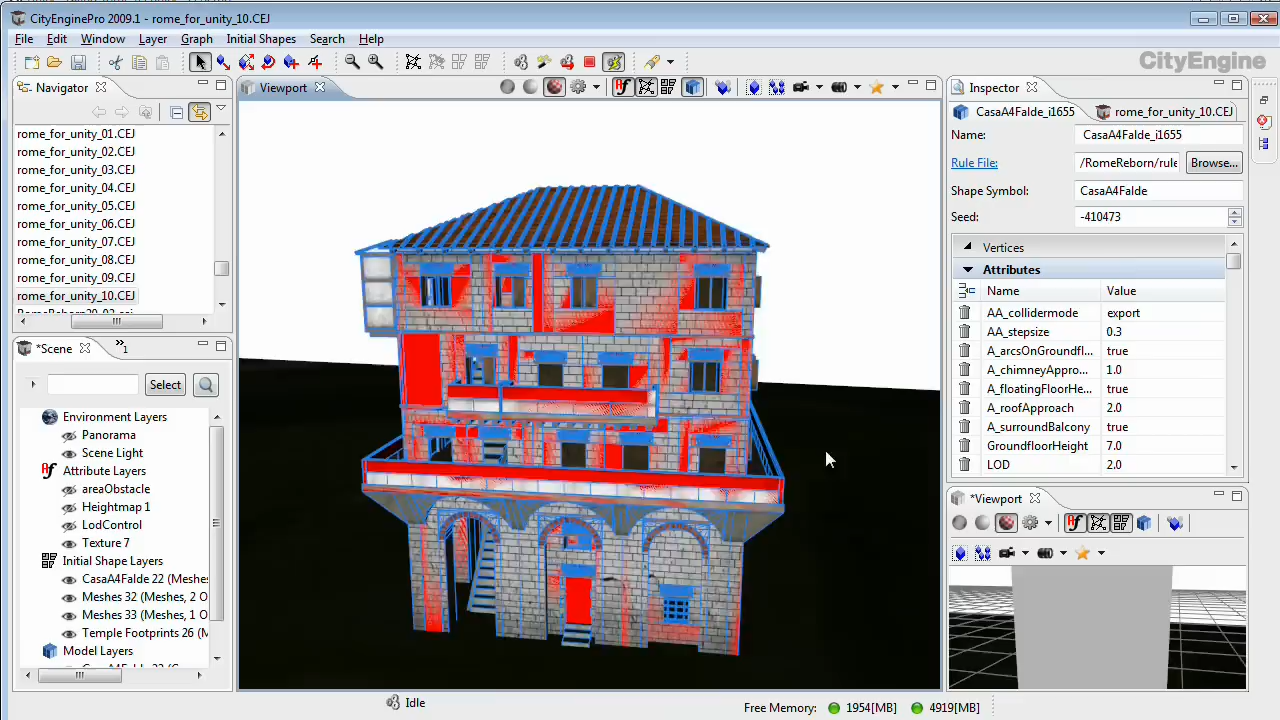 CityEnginePro 2009.1 - rome_for_unity_10.CEJ
File Edit Window Layer Graph Initial Shapes Search Help
CityEngine
Navigator
rome_for_unity_01.CEJ
rome_for_unity_02.CEJ
rome_for_unity_03.CEJ
rome_for_unity_04.CEJ
rome_for_unity_05.CEJ
rome_for_unity_06.CEJ
rome_for_unity_07.CEJ
rome_for_unity_08.CEJ
rome_for_unity_09.CEJ
rome_for_unity_10.CEJ
*Scene
»1
Select
Environment Layers
Panorama
Scene Light
Attribute Layers
areaObstacle
Heightmap 1
LodControl
Texture 7
Initial Shape Layers
CasaA4Falde 22 (Meshes
Meshes 32 (Meshes, 2 O
Meshes 33 (Meshes, 1 O
Temple Footprints 26 (M
Model Layers
Viewport
Inspector
CasaA4Falde_i1655
rome_for_unity_10.CEJ
Name: CasaA4Falde_i1655
Rule File: /RomeReborn/rule Browse...
Shape Symbol: CasaA4Falde
Seed: -410473
Vertices
Attributes
Name Value
AA_collidermode export
AA_stepsize 0.3
A_arcsOnGroundfl... true
A_chimneyAppro... 1.0
A_floatingFloorHe... true
A_roofApproach 2.0
A_surroundBalcony true
GroundfloorHeight 7.0
LOD 2.0
*Viewport
Idle
Free Memory: 1954[MB] 4919[MB]